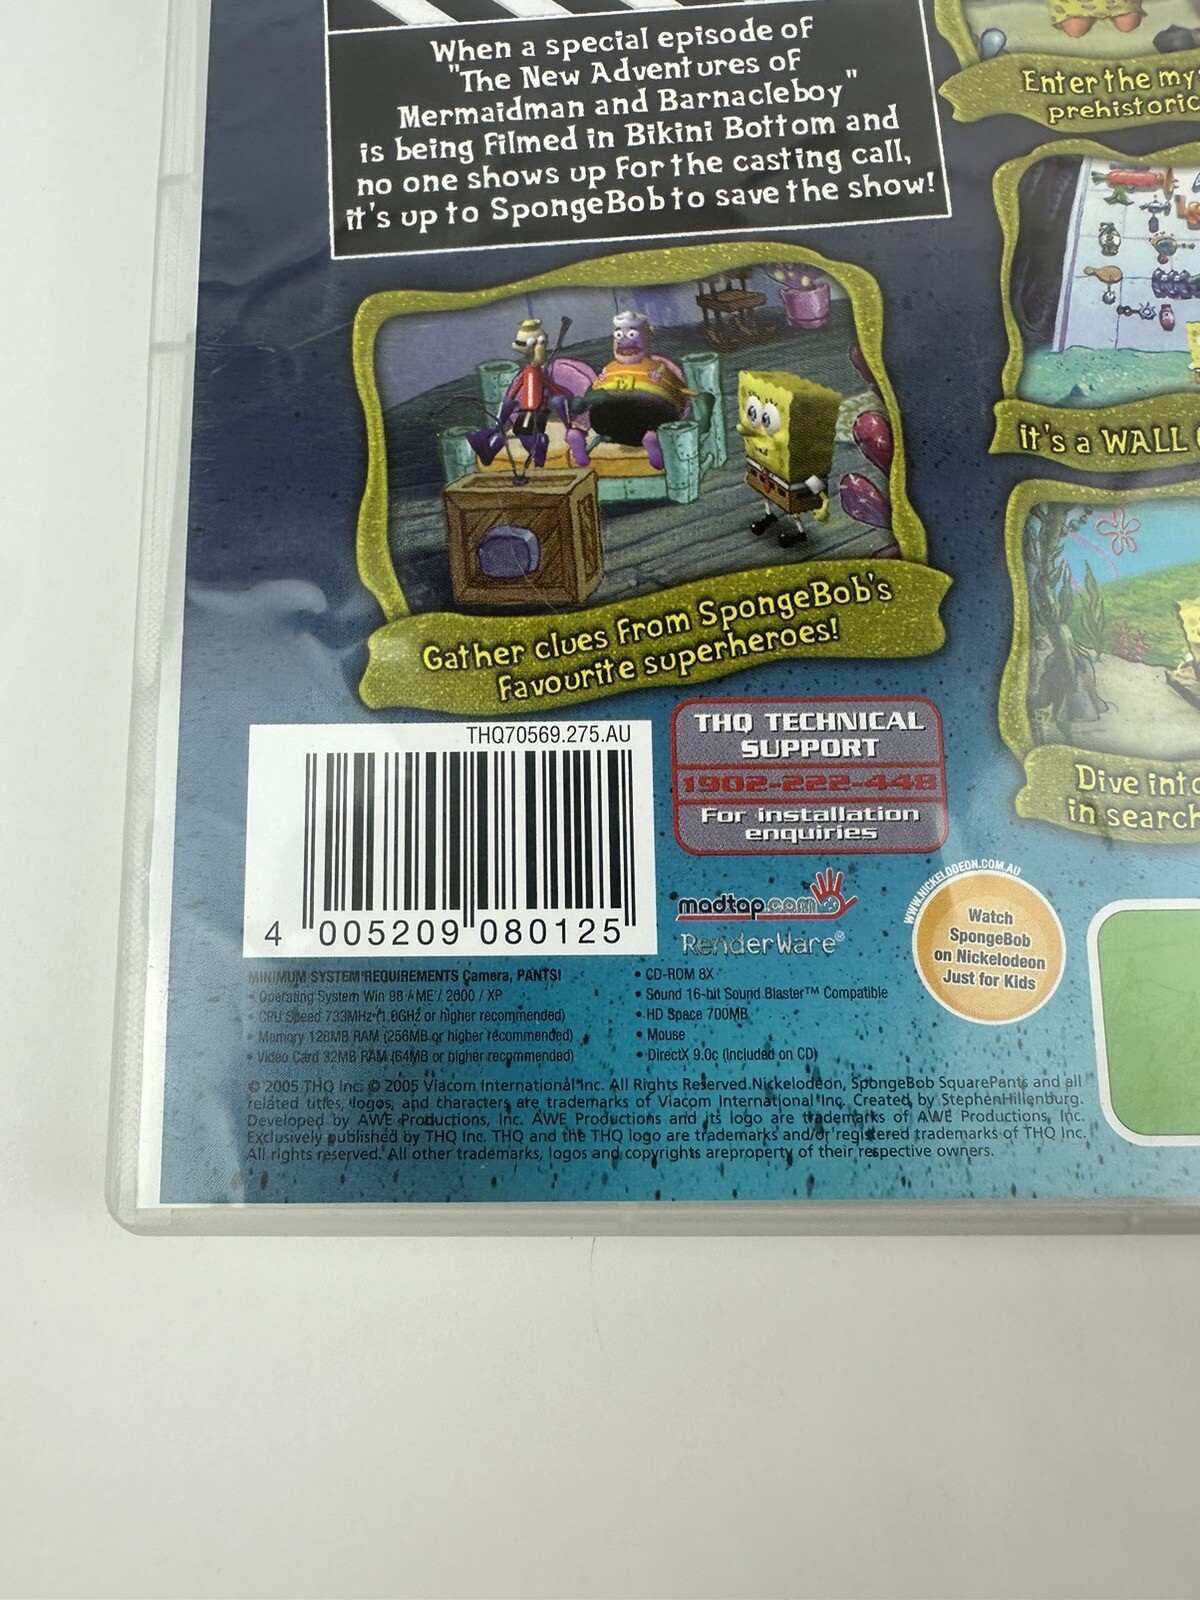 When a special episode of
"The New Adventures of
Mermaidman and Barnacleboy"
is being filmed in Bikini Bottom and
no one shows up for the casting call,
it's up to SpongeBob to save the show!
Enter the my
prehistoric
it's a WALL
Gather clues from SpongeBob's
favourite superheroes!
Dive into
in search
THQ70569.275.AU
4 005209 080125
THQ TECHNICAL
SUPPORT
1902-222-448
For installation
enquiries
madtap.com
RenderWare®
WWW.NICKELODEON.COM.AU
Watch
SpongeBob
on Nickelodeon
Just for Kids
MINIMUM SYSTEM REQUIREMENTS Camera, PANTS!
• Operating System Win 98 / ME / 2000 / XP
• CPU Speed 733MHz (1.0GHz or higher recommended)
• Memory 128MB RAM (256MB or higher recommended)
• Video Card 32MB RAM (64MB or higher recommended)
• CD-ROM 8X
• Sound 16-bit Sound Blaster™ Compatible
• HD Space 700MB
• Mouse
• DirectX 9.0c (Included on CD)
© 2005 THQ Inc. © 2005 Viacom International Inc. All Rights Reserved.Nickelodeon, SpongeBob SquarePants and all
related titles, logos, and characters are trademarks of Viacom International Inc. Created by StephenHillenburg.
Developed by AWE Productions, Inc. AWE Productions and its logo are trademarks of AWE Productions, Inc.
Exclusively published by THQ Inc. THQ and the THQ logo are trademarks and/or registered trademarks of THQ Inc.
All rights reserved. All other trademarks, logos and copyrights areproperty of their respective owners.